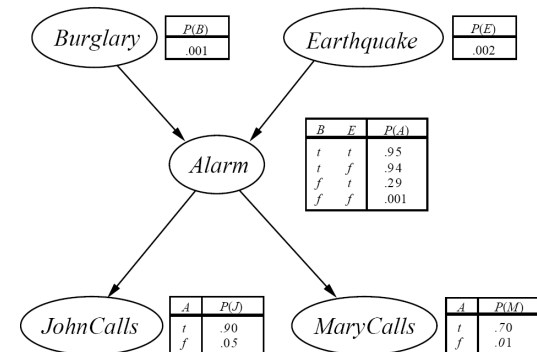 Burglary
P(B)
.001
Earthquake
P(E)
.002
Alarm
B E P(A)
t t .95
t f .94
f t .29
f f .001
JohnCalls
A P(J)
t .90
f .05
MaryCalls
A P(M)
t .70
f .01